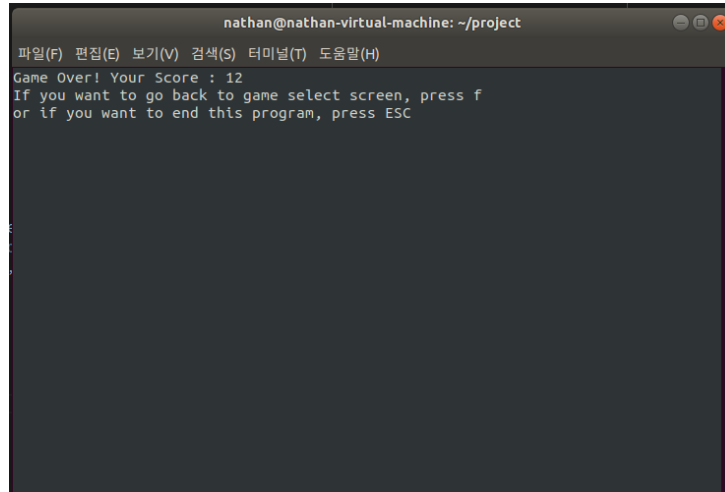 nathan@nathan-virtual-machine: ~/project
파일(F) 편집(E) 보기(V) 검색(S) 터미널(T) 도움말(H)
Game Over! Your Score : 12
If you want to go back to game select screen, press f
or if you want to end this program, press ESC